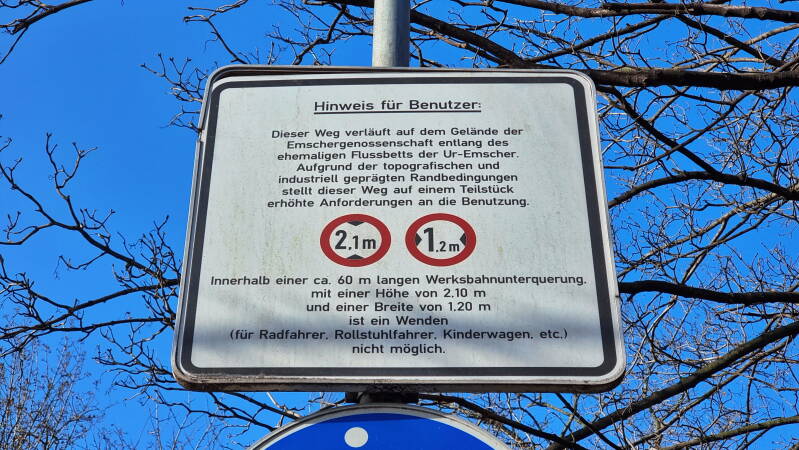 Hinweis für Benutzer:
Dieser Weg verläuft auf dem Gelände der
Emschergenossenschaft entlang des
ehemaligen Flussbetts der Ur-Emscher.
Aufgrund der topografischen und
industriell geprägten Randbedingungen
stellt dieser Weg auf einem Teilstück
erhöhte Anforderungen an die Benutzung.
2,1m 1,2m
Innerhalb einer ca. 60 m langen Werksbahnunterquerung,
mit einer Höhe von 2,10 m
und einer Breite von 1,20 m
ist ein Wenden
(für Radfahrer, Rollstuhlfahrer, Kinderwagen, etc.)
nicht möglich.